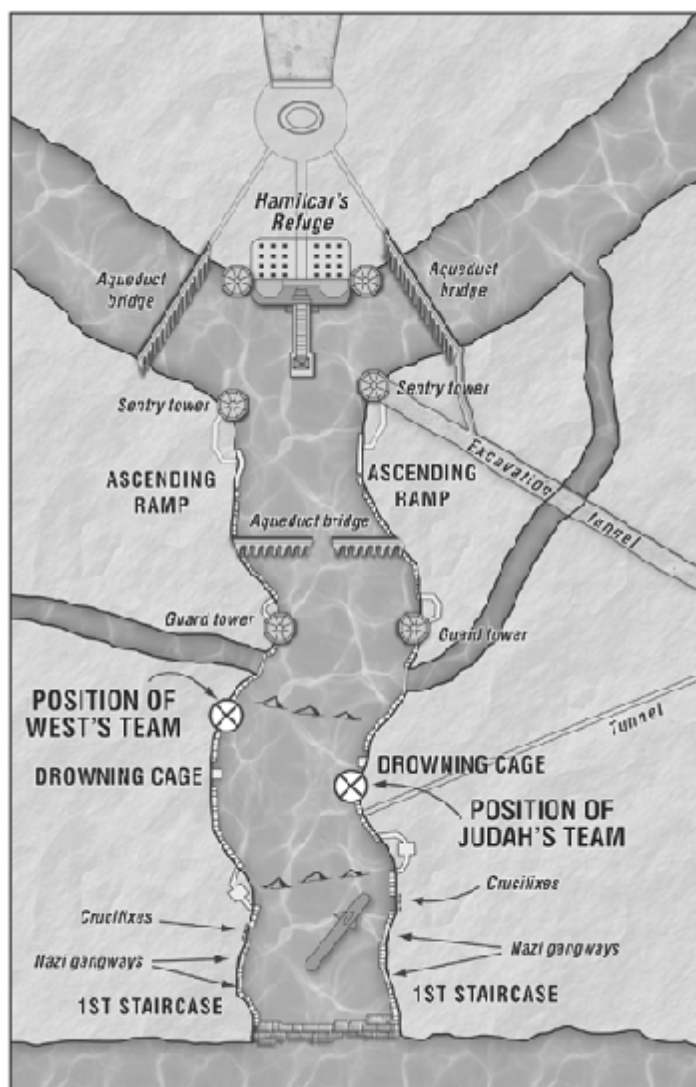 Hamilcar's
Refuge
Aqueduct
bridge
Aqueduct
bridge
Sentry tower
Sentry tower
ASCENDING
RAMP
ASCENDING
RAMP
Excavation
tunnel
Aqueduct bridge
Guard tower
Guard tower
POSITION OF
WEST'S TEAM
Tunnel
DROWNING CAGE
DROWNING CAGE
POSITION OF
JUDAH'S TEAM
Crucifixes
Crucifixes
Nazi gangways
Nazi gangways
1ST STAIRCASE
1ST STAIRCASE